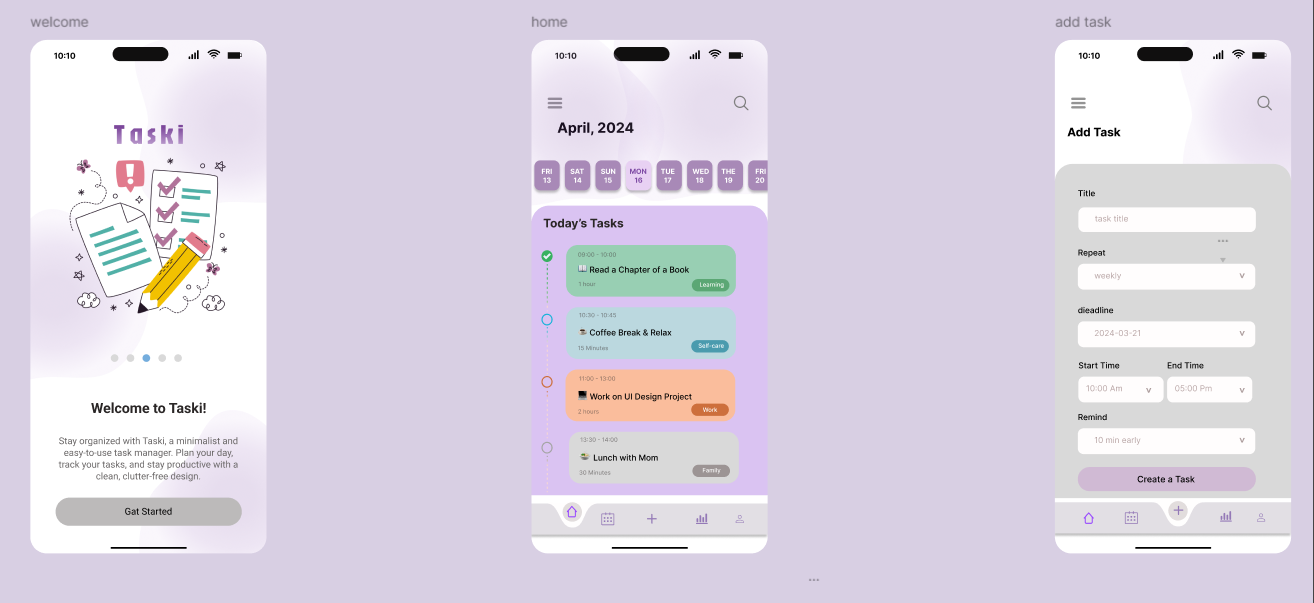 welcome
10:10
Taski
Welcome to Taski!
Stay organized with Taski, a minimalist and
easy-to-use task manager. Plan your day,
track your tasks, and stay productive with a
clean, clutter-free design.
Gat Started
home
10:10
April, 2024
FRI SAT SUN MON TUE WED THE FRI
13 14 15 16 17 18 19 20
Today's Tasks
09:00 - 10:00
Read a Chapter of a Book
1 hour
Learning
10:30 - 10:45
Coffee Break & Relax
15 Minutes
Self-care
11:00 - 13:00
Work on UI Design Project
2 hours
Work
13:30 - 14:00
Lunch with Mom
30 Minutes
Family
add task
10:10
Add Task
Title
task title
Repeat
weekly
dieadline
2024-03-21
Start Time End Time
10:00 Am 05:00 Pm
Remind
10 min early
Create a Task